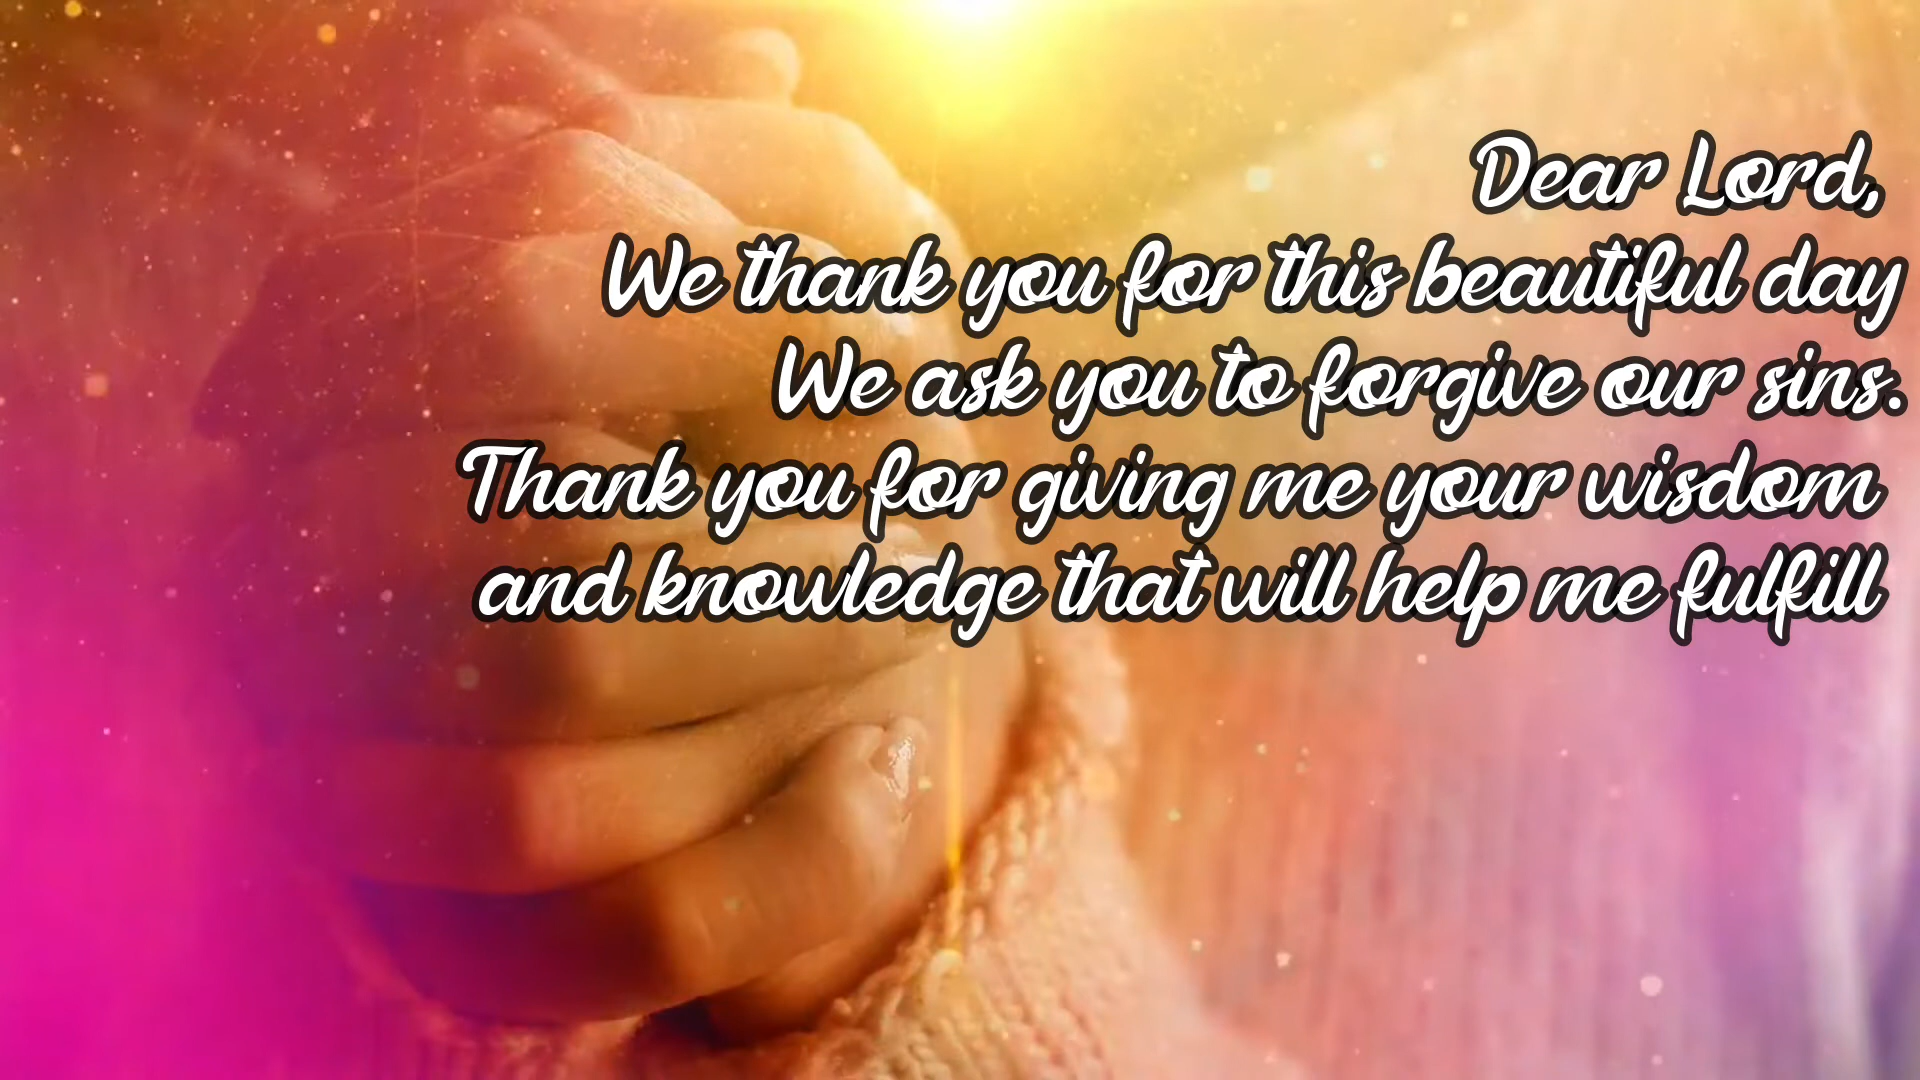 Dear Lord,
We thank you for this beautiful day
We ask you to forgive our sins.
Thank you for giving me your wisdom
and knowledge that will help me fulfill